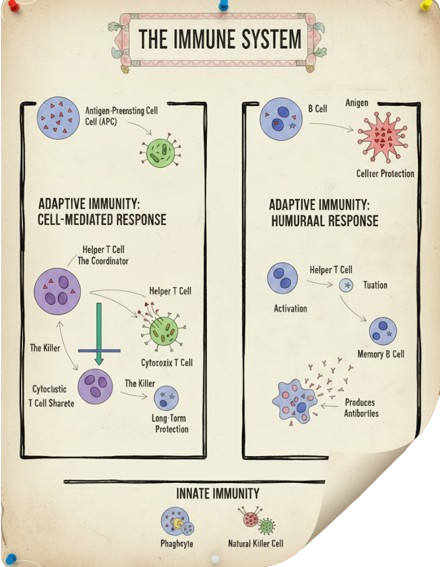 THE IMMUNE SYSTEM
Antigen-Preensting Cell
Cell (APC)
ADAPTIVE IMMUNITY:
CELL-MEDIATED RESPONSE
Helper T Cell
The Coordinator
Helper T Cell
The Killer
Cytoroxix T Cell
Cytoclstic
T Cell Sharete
The Killer
Long-Torm
Protection
B Cell
Anigen
Cellrer Protection
ADAPTIVE IMMUNITY:
HUMURAAL RESPONSE
Helper T Cell
Tuation
Activation
Memory B Cell
Produces
Antibortles
INNATE IMMUNITY
Phaghcyte
Natural Killer Cell